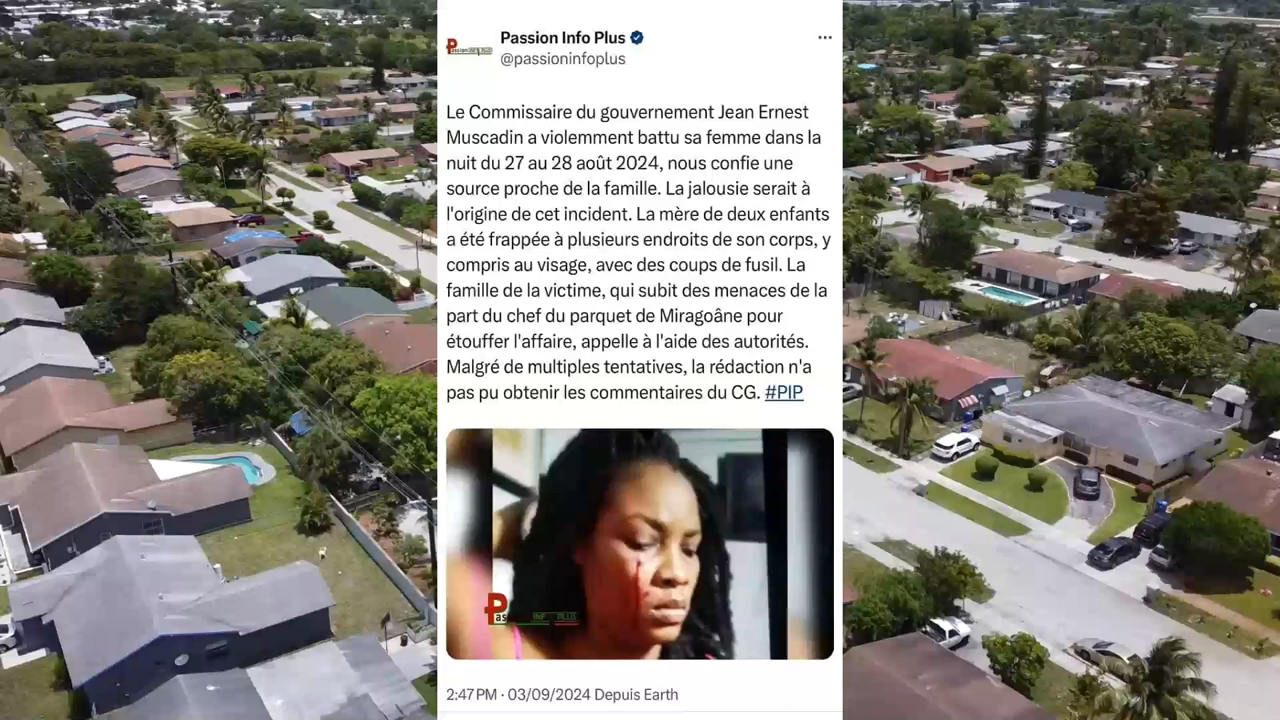 Passion Info Plus
@passioninfoplus
Le Commissaire du gouvernement Jean Ernest
Muscadin a violemment battu sa femme dans la
nuit du 27 au 28 août 2024, nous confie une
source proche de la famille. La jalousie serait à
l'origine de cet incident. La mère de deux enfants
a été frappée à plusieurs endroits de son corps, y
compris au visage, avec des coups de fusil. La
famille de la victime, qui subit des menaces de la
part du chef du parquet de Miragoâne pour
étouffer l'affaire, appelle à l'aide des autorités.
Malgré de multiples tentatives, la rédaction n'a
pas pu obtenir les commentaires du CG. #PIP
2:47 PM · 03/09/2024 Depuis Earth